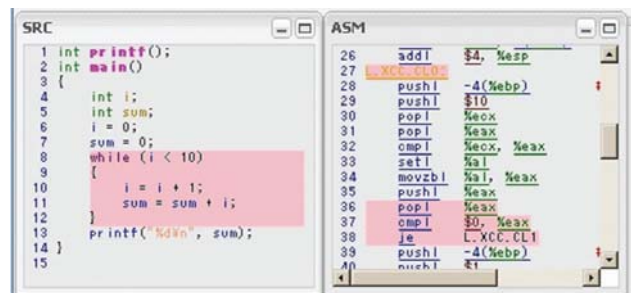 SRC
1 int printf();
2 int main()
3 {
4 int i;
5 int sum;
6 i = 0;
7 sum = 0;
8 while (i < 10)
9 {
10 i = i + 1;
11 sum = sum + i;
12 }
13 printf("%d¥n", sum);
14 }
15
ASM
26 addl $4, %esp
27 L.XCC.CL0:
28 pushl -4(%ebp)
29 pushl $10
30 popl %ecx
31 popl %eax
32 cmpl %ecx, %eax
33 setl %al
34 movzbl %al, %eax
35 pushl %eax
36 popl %eax
37 cmpl $0, %eax
38 je L.XCC.CL1
39 pushl -4(%ebp)
40 pushl $1